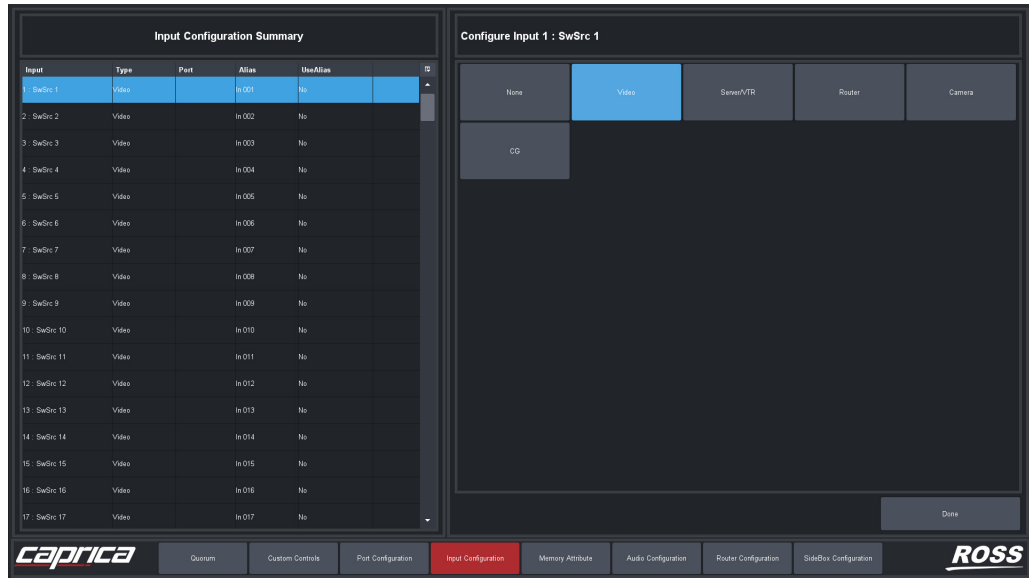 Input Configuration Summary
Configure Input 1 : SwSrc 1
Input Type Port Alias UseAlias
1 : SwSrc 1 Video In 001 No
2 : SwSrc 2 Video In 002 No
3 : SwSrc 3 Video In 003 No
4 : SwSrc 4 Video In 004 No
5 : SwSrc 5 Video In 005 No
6 : SwSrc 6 Video In 006 No
7 : SwSrc 7 Video In 007 No
8 : SwSrc 8 Video In 008 No
9 : SwSrc 9 Video In 009 No
10 : SwSrc 10 Video In 010 No
11 : SwSrc 11 Video In 011 No
12 : SwSrc 12 Video In 012 No
13 : SwSrc 13 Video In 013 No
14 : SwSrc 14 Video In 014 No
15 : SwSrc 15 Video In 015 No
16 : SwSrc 16 Video In 016 No
17 : SwSrc 17 Video In 017 No
None Video Server/VTR Router Camera
CG
Done
caprica Quorum Custom Controls Port Configuration Input Configuration Memory Attribute Audio Configuration Router Configuration SideBox Configuration ROSS